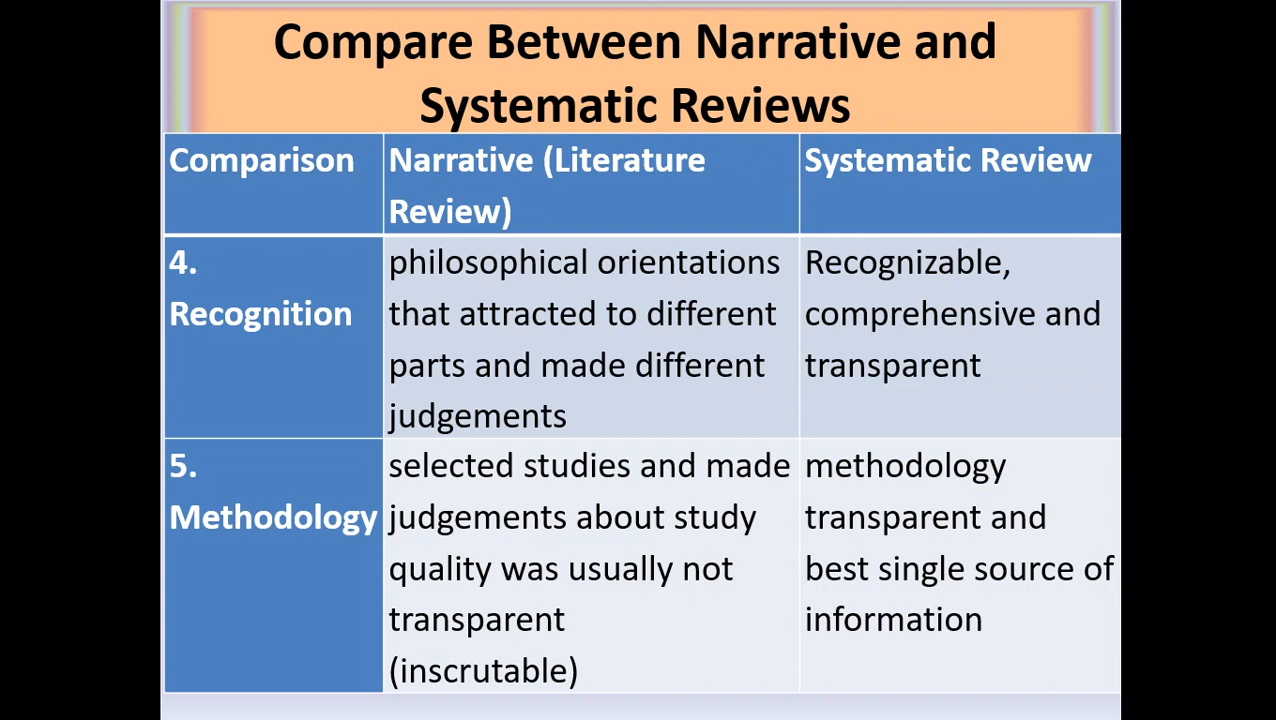 Compare Between Narrative and
Systematic Reviews
Comparison
Narrative (Literature
Review)
Systematic Review
4.
Recognition
philosophical orientations
that attracted to different
parts and made different
judgements
Recognizable,
comprehensive and
transparent
5.
Methodology
selected studies and made
judgements about study
quality was usually not
transparent
(inscrutable)
methodology
transparent and
best single source of
information